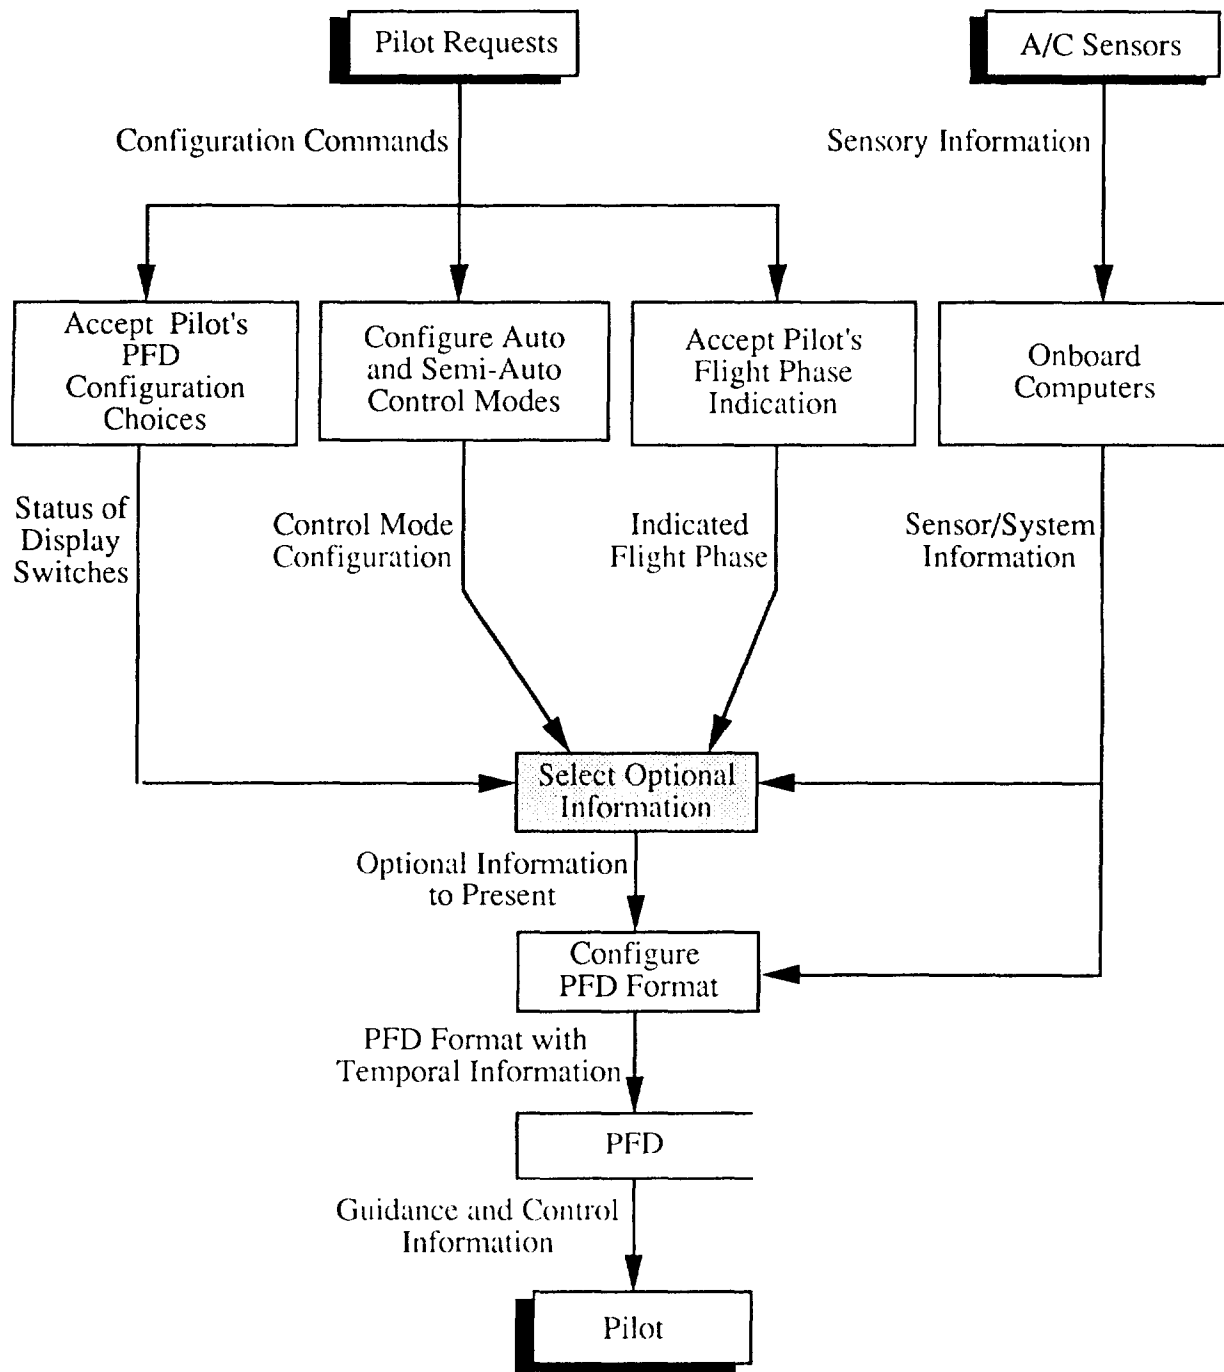 Pilot Requests
A/C Sensors
Configuration Commands
Sensory Information
Accept Pilot's
PFD
Configuration
Choices
Configure Auto
and Semi-Auto
Control Modes
Accept Pilot's
Flight Phase
Indication
Onboard
Computers
Status of
Display
Switches
Control Mode
Configuration
Indicated
Flight Phase
Sensor/System
Information
Select Optional
Information
Optional Information
to Present
Configure
PFD Format
PFD Format with
Temporal Information
PFD
Guidance and Control
Information
Pilot